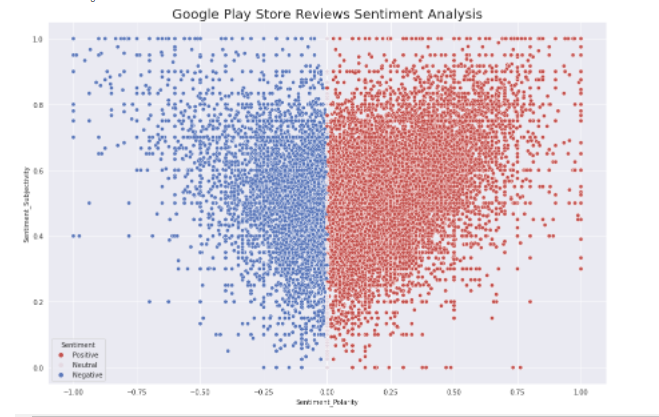 Google Play Store Reviews Sentiment Analysis
1.0
0.8
0.6
0.4
0.2
0.0
Sentiment_Subjectivity
Sentiment
Positive
Neutral
Negative
−1.00 −0.75 −0.50 −0.25 0.00 0.25 0.50 0.75 1.00
Sentiment_Polarity